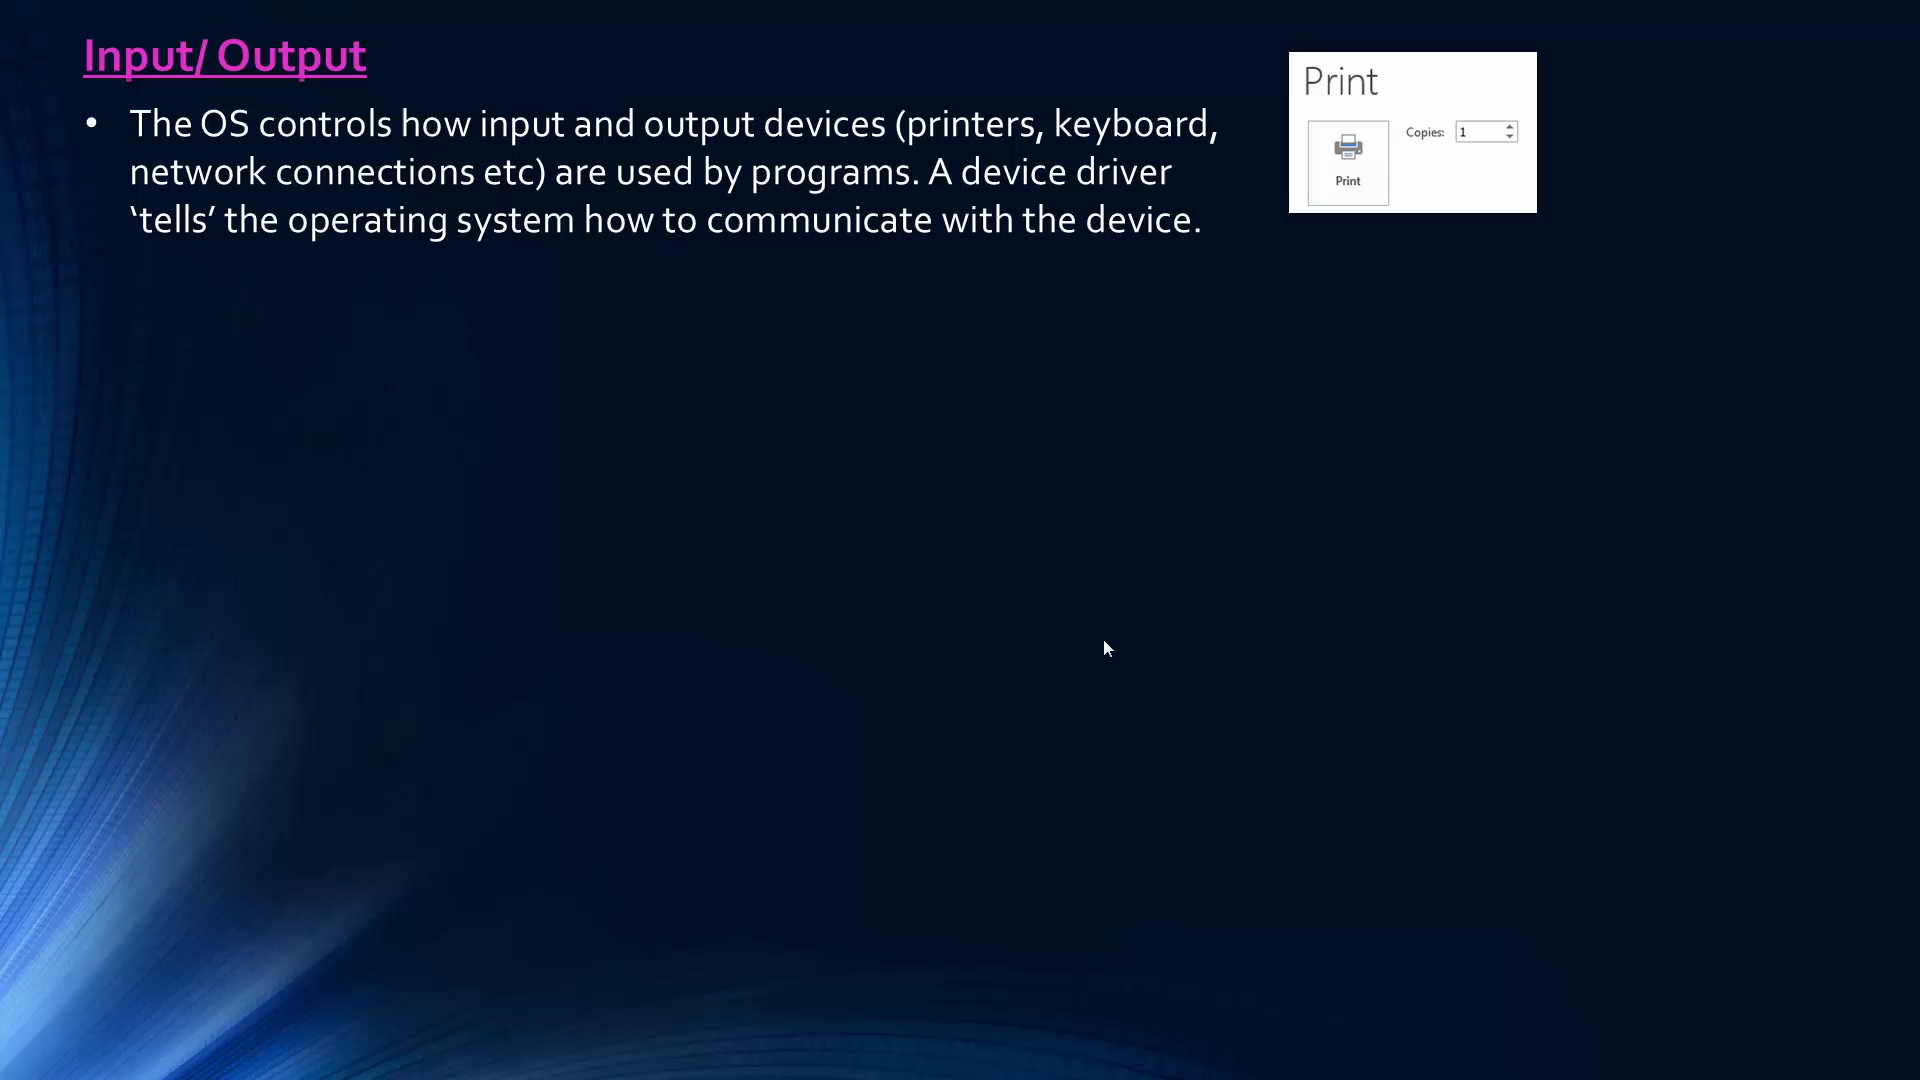 Input/ Output
• The OS controls how input and output devices (printers, keyboard,
network connections etc) are used by programs. A device driver
‘tells’ the operating system how to communicate with the device.
Print
Copies: 1
Print